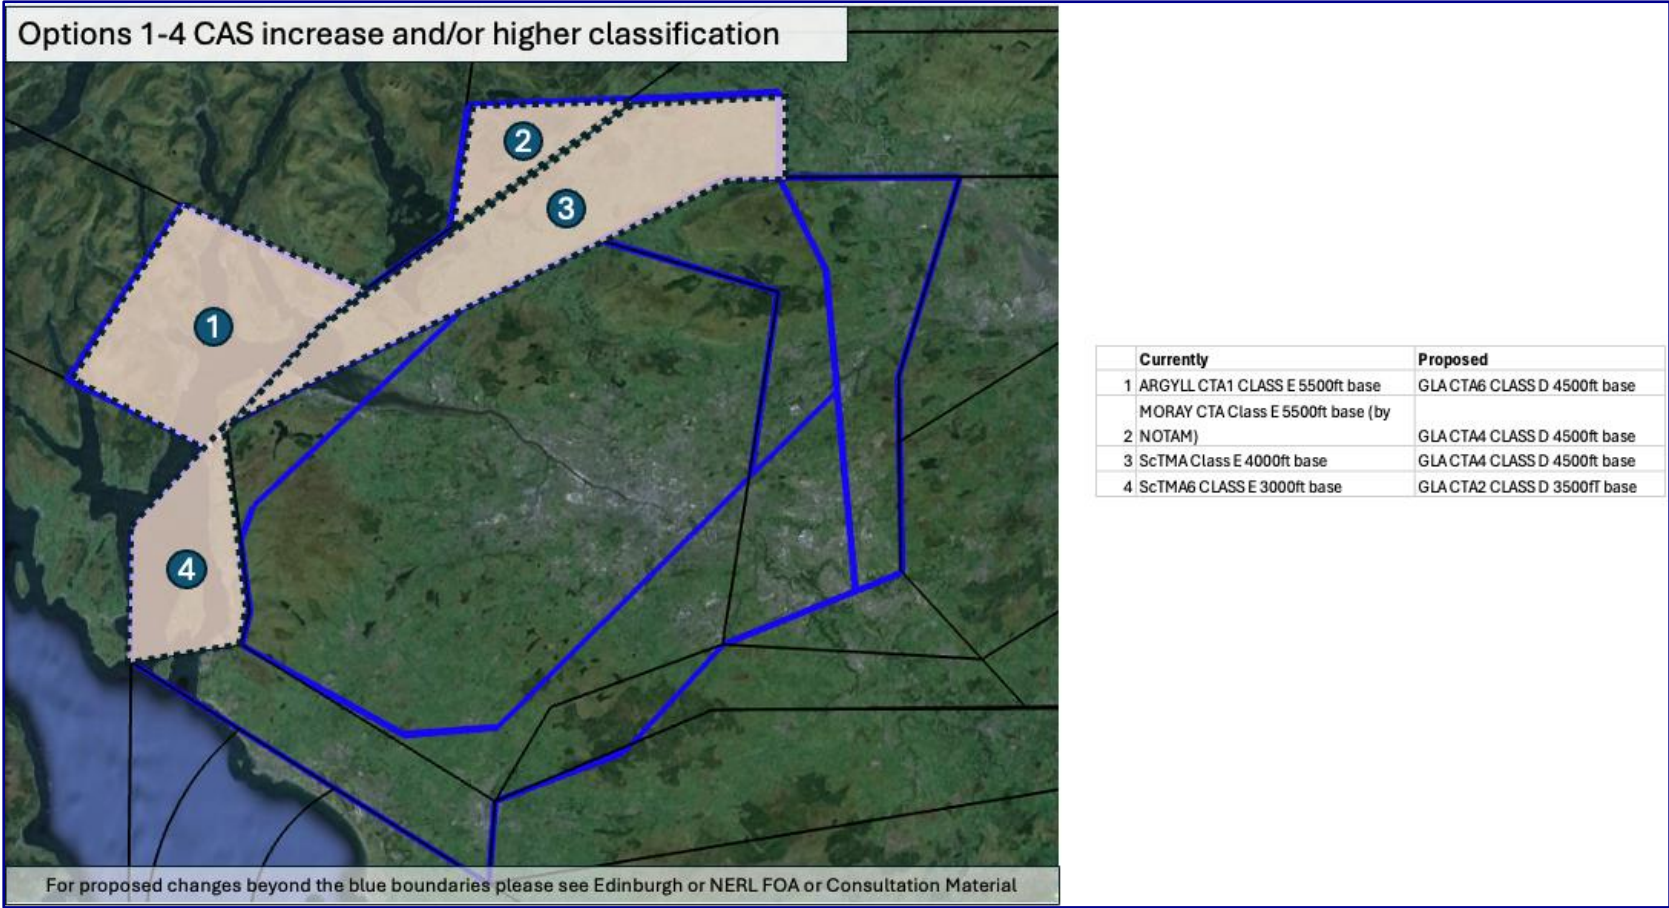 Options 1-4 CAS increase and/or higher classification
2
3
1
4
For proposed changes beyond the blue boundaries please see Edinburgh or NERL FOA or Consultation Material
Currently Proposed
1 ARGYLL CTA1 CLASS E 5500ft base GLA CTA6 CLASS D 4500ft base
MORAY CTA Class E 5500ft base (by
2 NOTAM) GLA CTA4 CLASS D 4500ft base
3 ScTMA Class E 4000ft base GLA CTA4 CLASS D 4500ft base
4 ScTMA6 CLASS E 3000ft base GLA CTA2 CLASS D 3500fT base